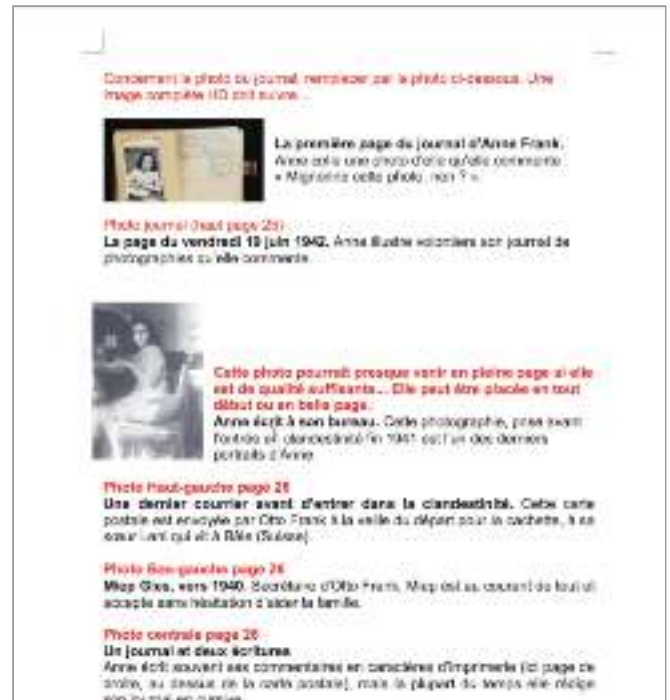 Concernant la photo du journal, remplacer par la photo ci-dessous. Une
image complète HD doit suivre...
La première page du journal d'Anne Frank.
Anne colle une photo d'elle qu'elle commente
« Mignonne cette photo, non ? ».
Photo journal (haut page 25)
La page du vendredi 19 juin 1942. Anne illustre volontiers son journal de
photographies qu'elle commente.
Cette photo pourrait presque venir en pleine page si elle
est de qualité suffisante... Elle peut être placée en tout
début ou en belle page.
Anne écrit à son bureau. Cette photographie, prise avant
l'entrée en clandestinité fin 1941 est l'un des derniers
portraits d'Anne.
Photo Haut-gauche page 26
Une dernier courrier avant d'entrer dans la clandestinité. Cette carte
postale est envoyée par Otto Frank à la veille du départ pour la cachette, à sa
sœur Leni qui vit à Bâle (Suisse).
Photo Bas-gauche page 26
Miep Gies, vers 1940. Secrétaire d'Otto Frank, Miep est au courant de tout et
accepte sans hésitation d'aider la famille.
Photo centrale page 26
Un journal et deux écritures
Anne écrit souvent ses commentaires en caractères d'imprimerie (ici page de
droite, au dessus de la carte postale), mais la plupart du temps elle rédige
son journal en cursive.